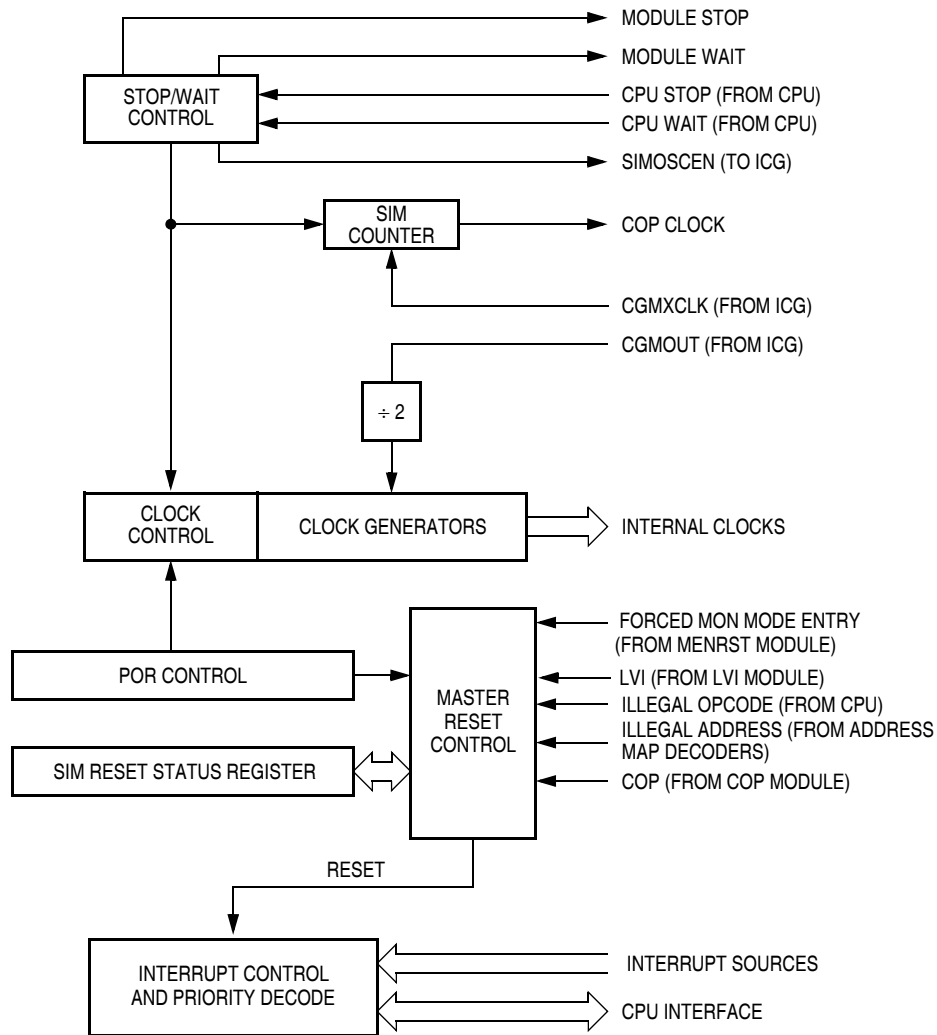 MODULE STOP
MODULE WAIT
STOP/WAIT
CONTROL
CPU STOP (FROM CPU)
CPU WAIT (FROM CPU)
SIMOSCEN (TO ICG)
SIM
COUNTER
COP CLOCK
CGMXCLK (FROM ICG)
CGMOUT (FROM ICG)
÷ 2
CLOCK
CONTROL
CLOCK GENERATORS
INTERNAL CLOCKS
FORCED MON MODE ENTRY
(FROM MENRST MODULE)
POR CONTROL
LVI (FROM LVI MODULE)
MASTER
RESET
CONTROL
ILLEGAL OPCODE (FROM CPU)
ILLEGAL ADDRESS (FROM ADDRESS
MAP DECODERS)
SIM RESET STATUS REGISTER
COP (FROM COP MODULE)
RESET
INTERRUPT CONTROL
AND PRIORITY DECODE
INTERRUPT SOURCES
CPU INTERFACE